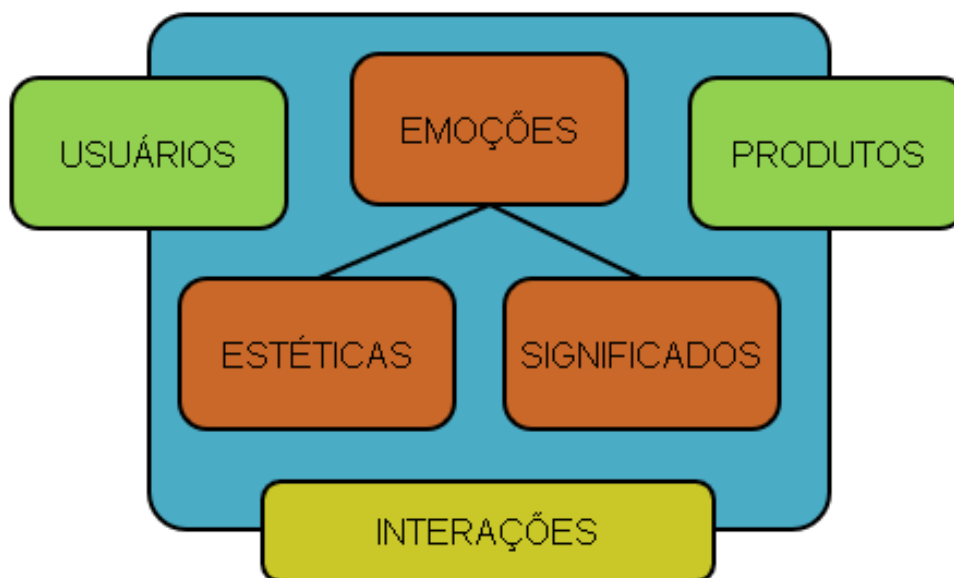 EMOÇÕES
USUÁRIOS
PRODUTOS
ESTÉTICAS
SIGNIFICADOS
INTERAÇÕES